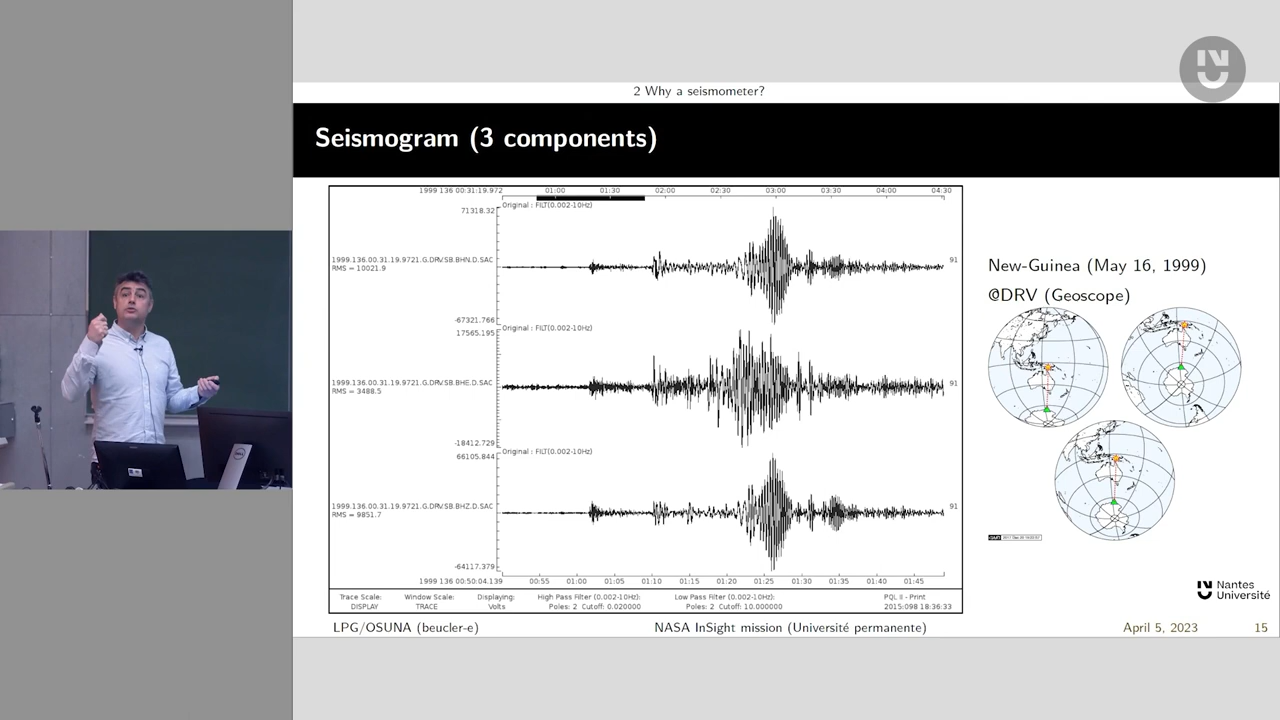 2 Why a seismometer?
Seismogram (3 components)
1999 136 00:31:19.972 01:00 01:30 02:00 02:30 03:00 03:30 04:00 04:30
Original : FILT(0.002-10Hz)
71318.32
1999.136.00.31.19.9721.G.DRV.SB.BHN.D.SAC
RMS = 10021.9
91
-67321.766
17565.195
Original : FILT(0.002-10Hz)
1999.136.00.31.19.9721.G.DRV.SB.BHE.D.SAC
RMS = 3488.5
91
-18412.729
66105.844
Original : FILT(0.002-10Hz)
1999.136.00.31.19.9721.G.DRV.SB.BHZ.D.SAC
RMS = 9851.7
91
-64117.379
1999 136 00:50:04.139 00:55 01:00 01:05 01:10 01:15 01:20 01:25 01:30 01:35 01:40 01:45
Trace Scale: Window Scale: Displaying: High Pass Filter (0.002-10Hz): Low Pass Filter (0.002-10Hz): PQL II - Print
DISPLAY TRACE Volts Poles: 2 Cutoff: 0.020000 Poles: 2 Cutoff: 10.000000 2015:098 18:36:33
New-Guinea (May 16, 1999)
@DRV (Geoscope)
Nantes
Université
LPG/OSUNA (beucler-e) NASA InSight mission (Université permanente) April 5, 2023 15
DELL